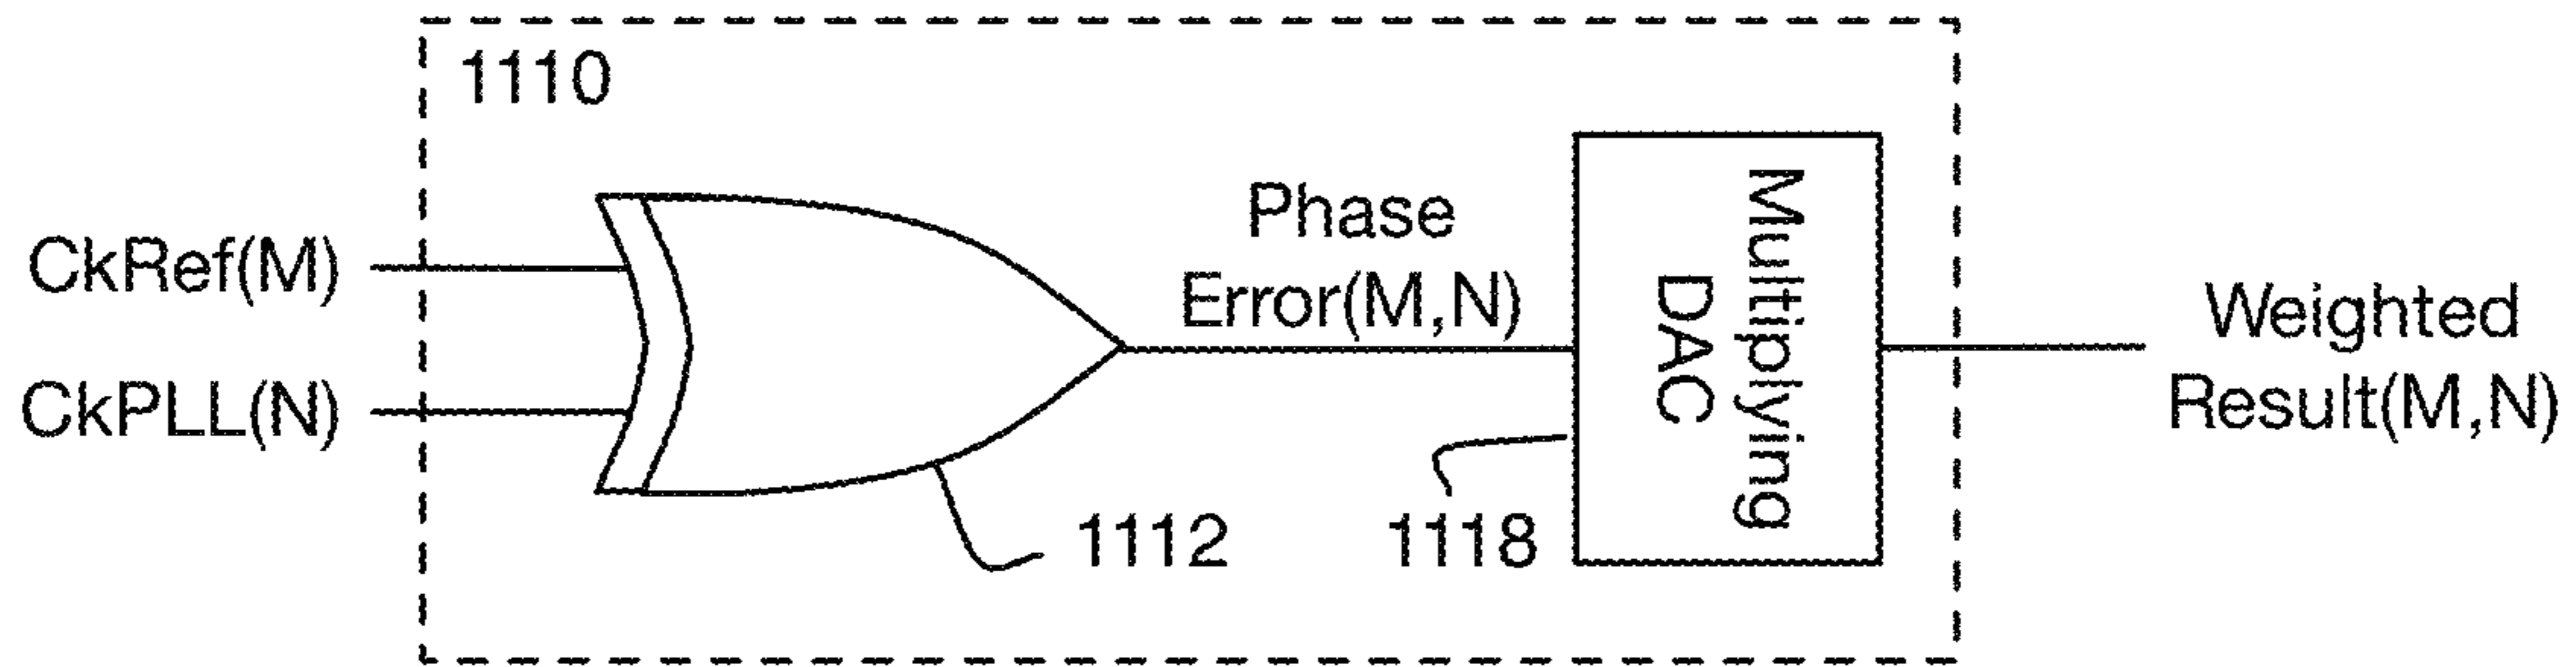 1110
CkRef(M)
CkPLL(N)
Phase
Error(M,N)
1112
1118
Multiplying
DAC
Weighted
Result(M,N)